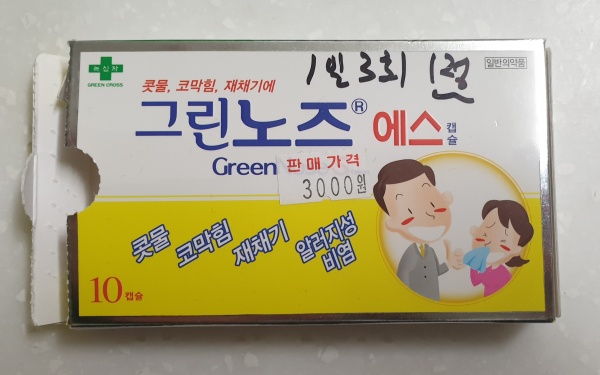 녹십자
GREEN CROSS
콧물, 코막힘, 재채기에
1일 3회 1정
일반의약품
그린노즈® 에스 캡슐
Green
판매가격
3000원
콧물
코막힘
재채기
알러지성
비염
10캡슐